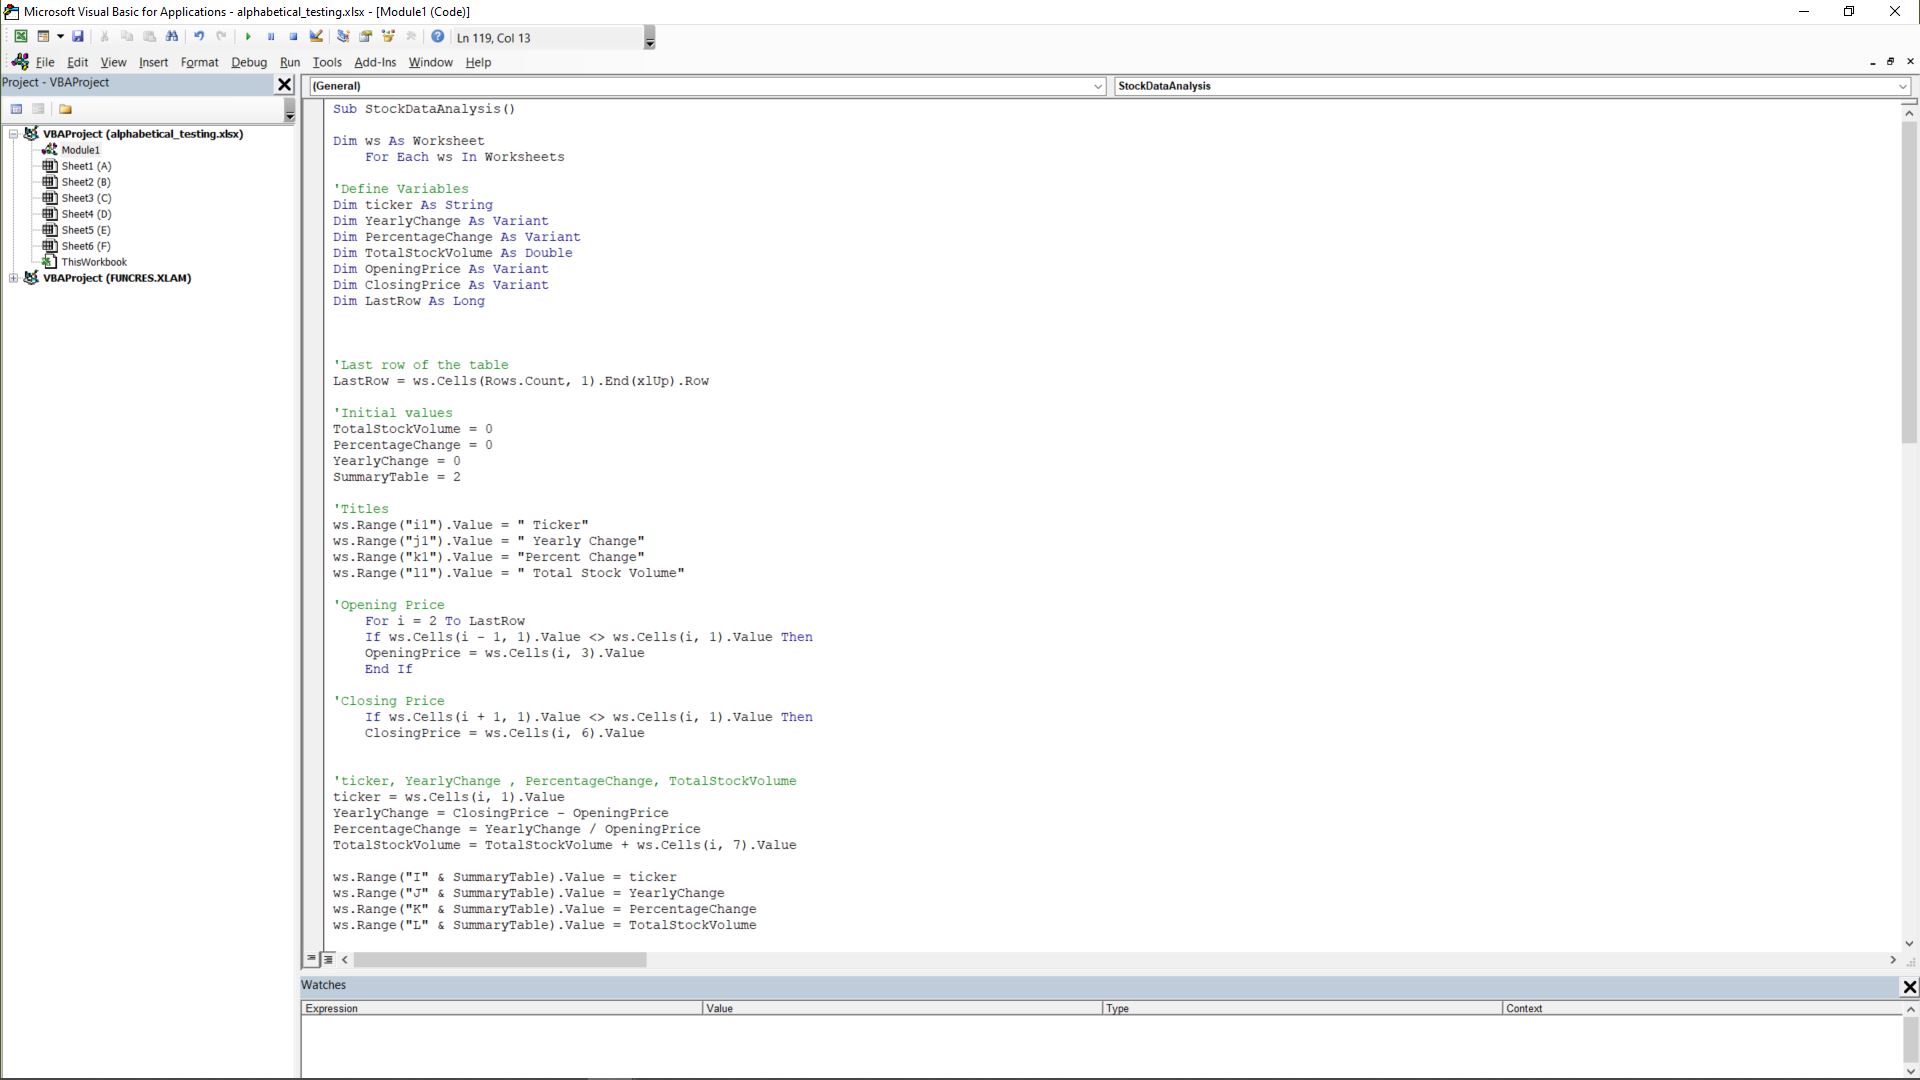 Microsoft Visual Basic for Applications - alphabetical_testing.xlsx - [Module1 (Code)]
Ln 119, Col 13
File Edit View Insert Format Debug Run Tools Add-Ins Window Help
Project - VBAProject
VBAProject (alphabetical_testing.xlsx)
Module1
Sheet1 (A)
Sheet2 (B)
Sheet3 (C)
Sheet4 (D)
Sheet5 (E)
Sheet6 (F)
ThisWorkbook
VBAProject (FUNCRES.XLAM)
(General)
StockDataAnalysis
Sub StockDataAnalysis()
Dim ws As Worksheet
For Each ws In Worksheets
'Define Variables
Dim ticker As String
Dim YearlyChange As Variant
Dim PercentageChange As Variant
Dim TotalStockVolume As Double
Dim OpeningPrice As Variant
Dim ClosingPrice As Variant
Dim LastRow As Long
'Last row of the table
LastRow = ws.Cells(Rows.Count, 1).End(xlUp).Row
'Initial values
TotalStockVolume = 0
PercentageChange = 0
YearlyChange = 0
SummaryTable = 2
'Titles
ws.Range("i1").Value = " Ticker"
ws.Range("j1").Value = " Yearly Change"
ws.Range("k1").Value = "Percent Change"
ws.Range("l1").Value = " Total Stock Volume"
'Opening Price
For i = 2 To LastRow
If ws.Cells(i - 1, 1).Value <> ws.Cells(i, 1).Value Then
OpeningPrice = ws.Cells(i, 3).Value
End If
'Closing Price
If ws.Cells(i + 1, 1).Value <> ws.Cells(i, 1).Value Then
ClosingPrice = ws.Cells(i, 6).Value
'ticker, YearlyChange , PercentageChange, TotalStockVolume
ticker = ws.Cells(i, 1).Value
YearlyChange = ClosingPrice - OpeningPrice
PercentageChange = YearlyChange / OpeningPrice
TotalStockVolume = TotalStockVolume + ws.Cells(i, 7).Value
ws.Range("I" & SummaryTable).Value = ticker
ws.Range("J" & SummaryTable).Value = YearlyChange
ws.Range("K" & SummaryTable).Value = PercentageChange
ws.Range("L" & SummaryTable).Value = TotalStockVolume
Watches
Expression Value Type Context